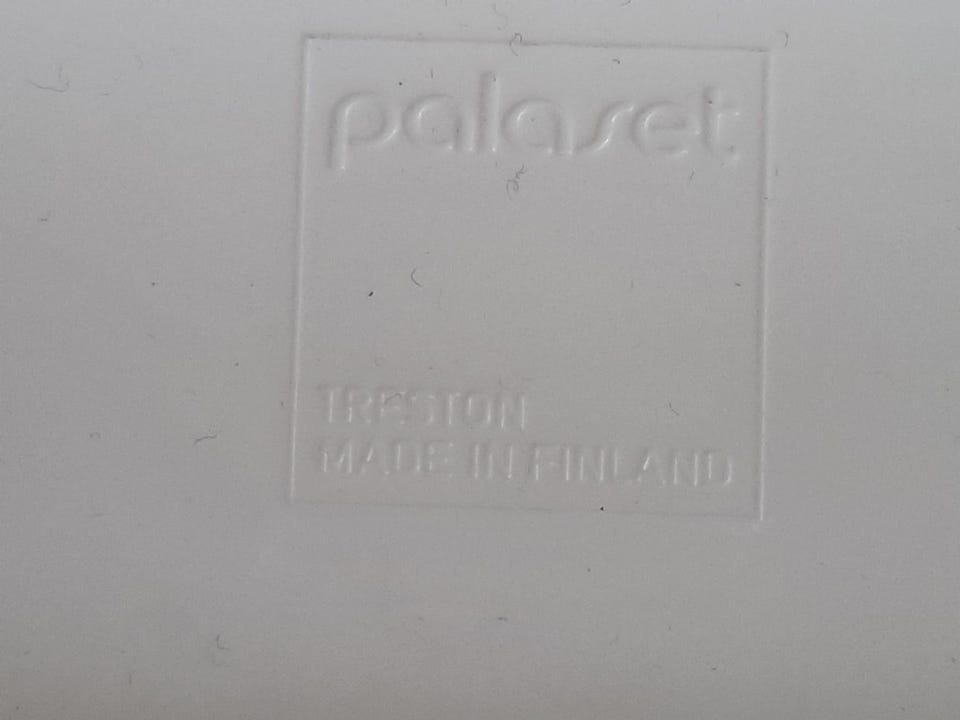 palaset
TRESTON
MADE IN FINLAND